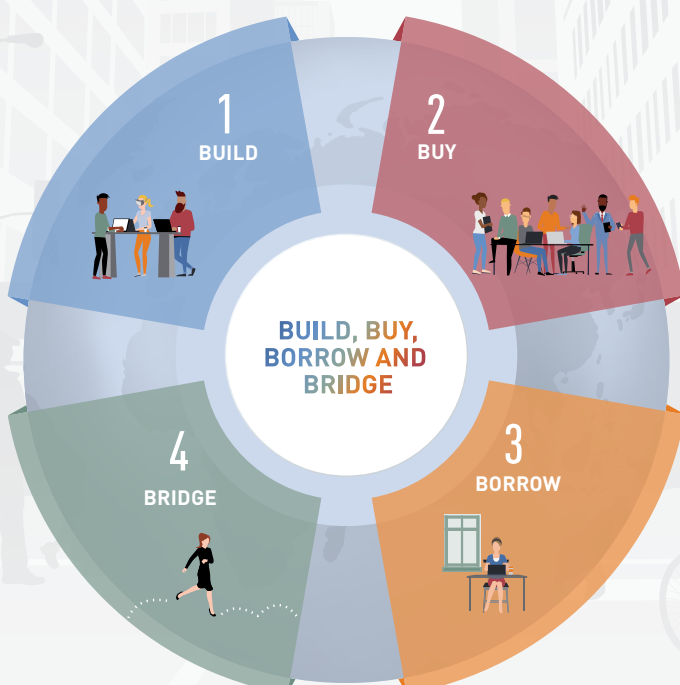 1
BUILD
2
BUY
BUILD, BUY,
BORROW AND
BRIDGE
4
BRIDGE
3
BORROW